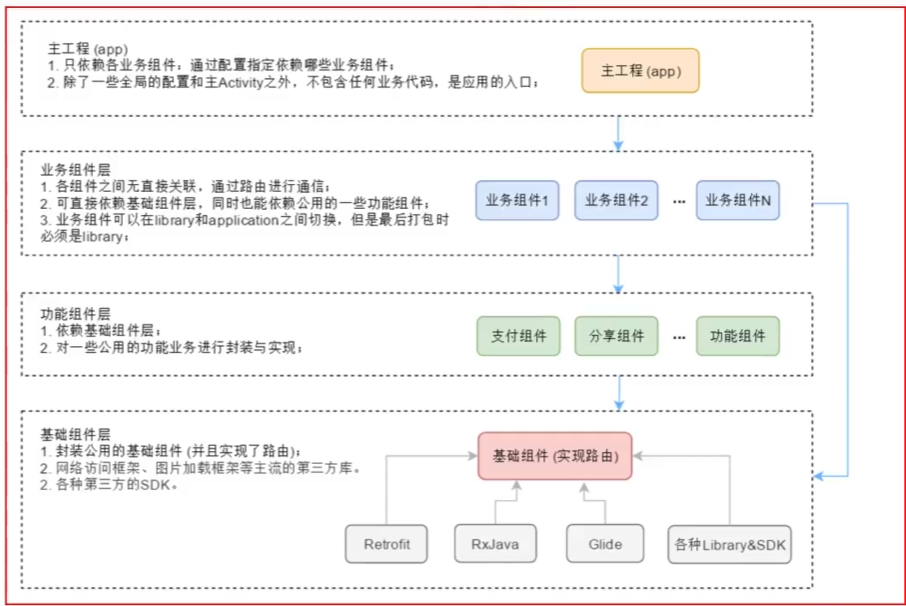 主工程 (app)
1. 只依赖各业务组件，通过配置指定依赖哪些业务组件；
2. 除了一些全局的配置和主Activity之外，不包含任何业务代码，是应用的入口；
主工程 (app)
业务组件层
1. 各组件之间无直接关联，通过路由进行通信；
2. 可直接依赖基础组件层，同时也能依赖公用的一些功能组件；
3. 业务组件可以在library和application之间切换，但是最后打包时
必须是library；
业务组件1
业务组件2
...
业务组件N
功能组件层
1. 依赖基础组件层；
2. 对一些公用的功能业务进行封装与实现；
支付组件
分享组件
...
功能组件
基础组件层
1. 封装公用的基础组件 (并且实现了路由)；
2. 网络访问框架、图片加载框架等主流的第三方库。
2. 各种第三方的SDK。
基础组件 (实现路由)
Retrofit
RxJava
Glide
各种Library&SDK